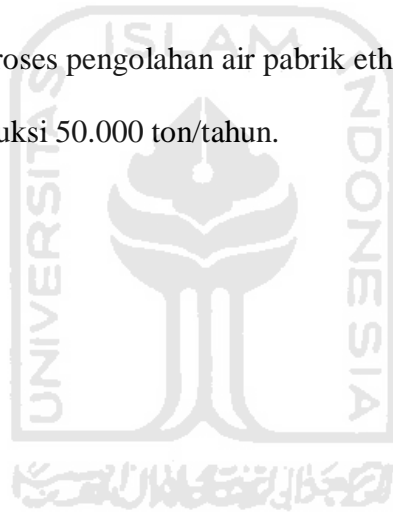 roses pengolahan air pabrik eth
uksi 50.000 ton/tahun.
ISLAM
UNIVERSITAS
INDONESIA